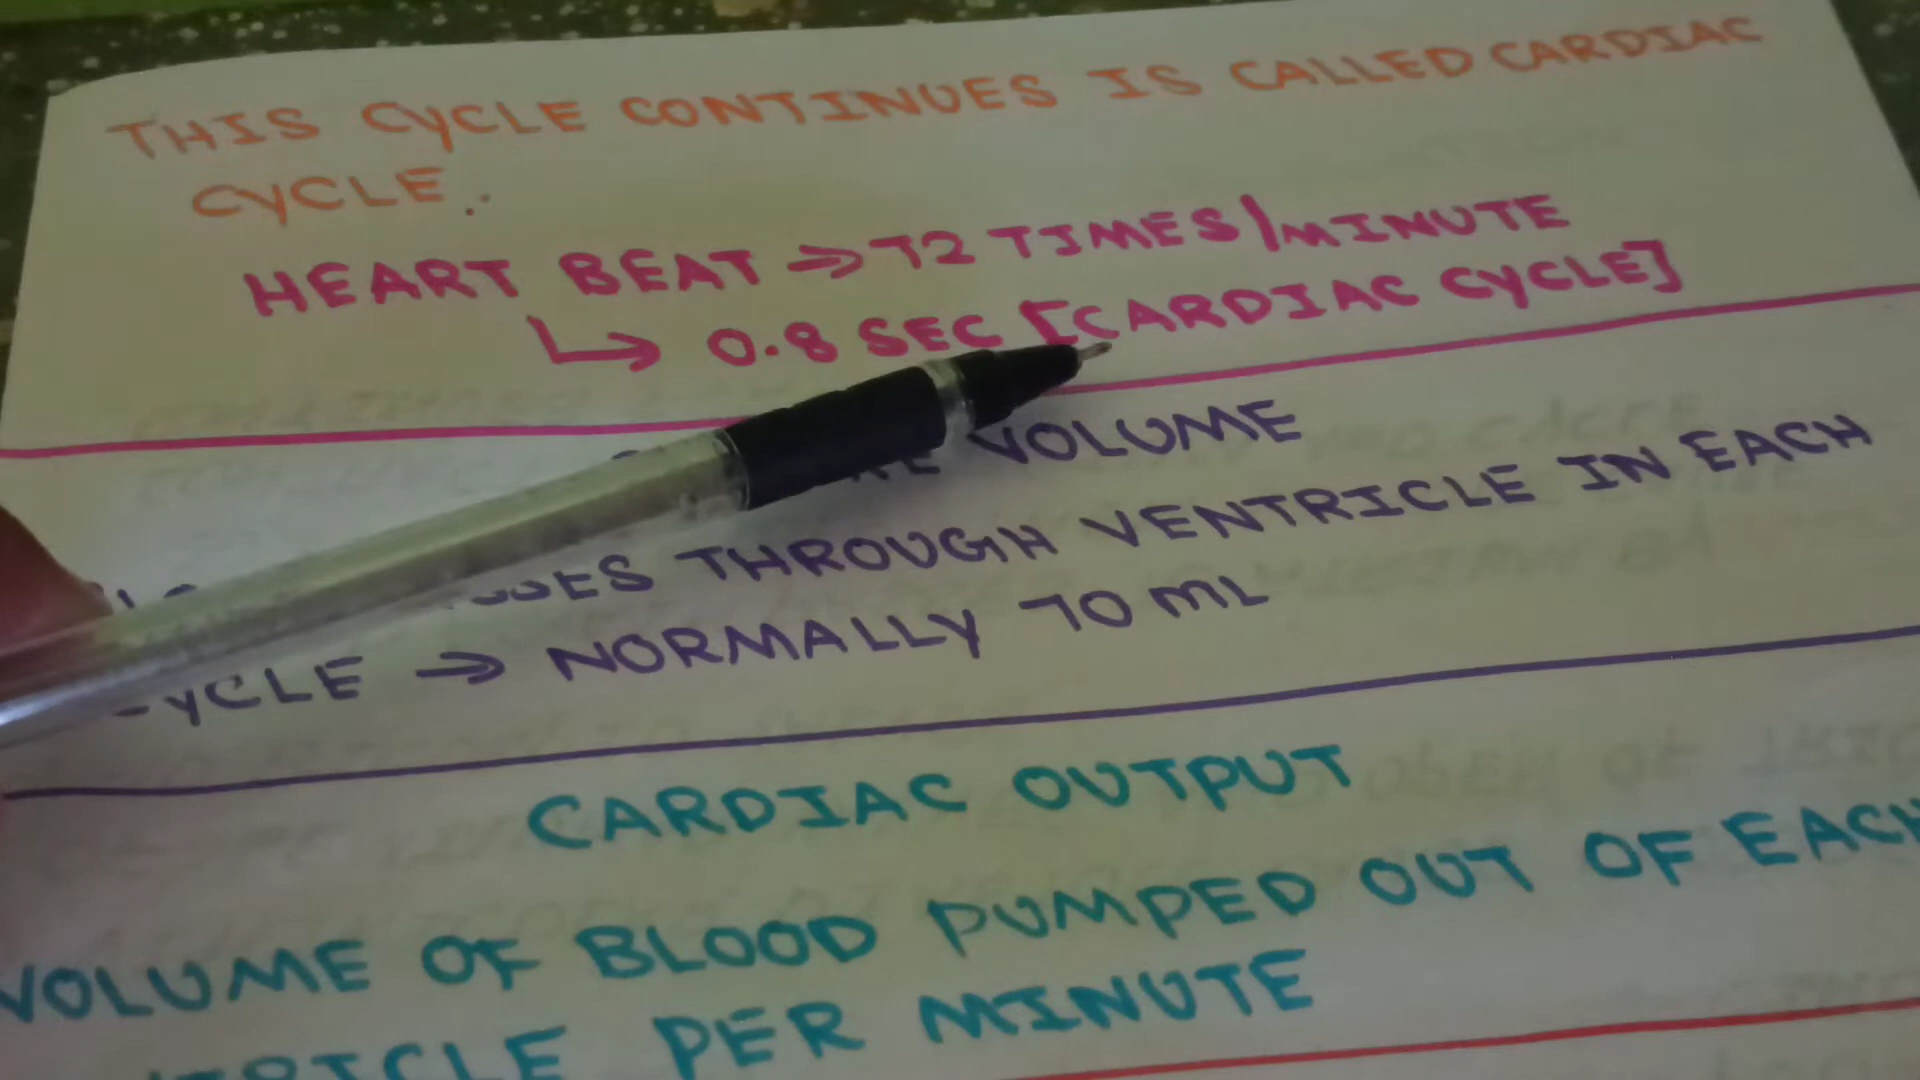 THIS CYCLE CONTINUES IS CALLED CARDIAC
CYCLE.
HEART BEAT → 72 TIMES/MINUTE
↳ 0.8 SEC [CARDIAC CYCLE]
VOLUME
THROUGH VENTRICLE IN EACH
CYCLE → NORMALLY 70 ML
CARDIAC OUTPUT
VOLUME OF BLOOD PUMPED OUT OF EACH
PER MINUTE